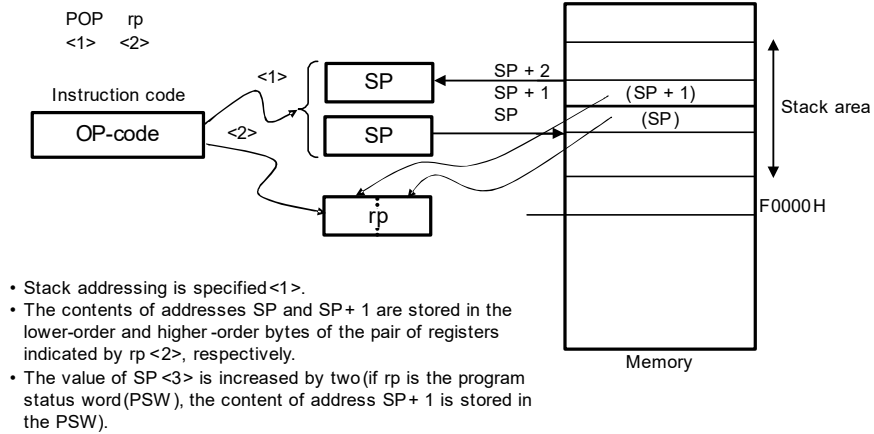 POP rp
<1> <2>
Instruction code
OP-code
<1>
<2>
SP
SP
rp
SP + 2
SP + 1
SP
(SP + 1)
(SP)
Stack area
F0000H
Memory
• Stack addressing is specified <1>.
• The contents of addresses SP and SP + 1 are stored in the
lower-order and higher-order bytes of the pair of registers
indicated by rp <2>, respectively.
• The value of SP <3> is increased by two (if rp is the program
status word (PSW), the content of address SP + 1 is stored in
the PSW).